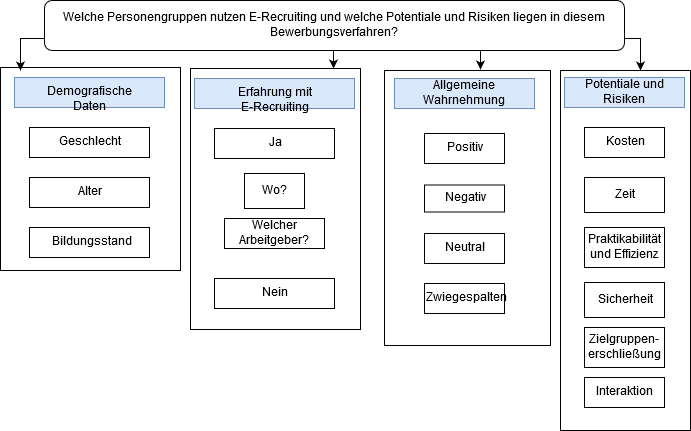 Welche Personengruppen nutzen E-Recruiting und welche Potentiale und Risiken liegen in diesem
Bewerbungsverfahren?
Demografische
Daten
Geschlecht
Alter
Bildungsstand
Erfahrung mit
E-Recruiting
Ja
Wo?
Welcher
Arbeitgeber?
Nein
Allgemeine
Wahrnehmung
Positiv
Negativ
Neutral
Zwiegespalten
Potentiale und
Risiken
Kosten
Zeit
Praktikabilität
und Effizienz
Sicherheit
Zielgruppen-
erschließung
Interaktion